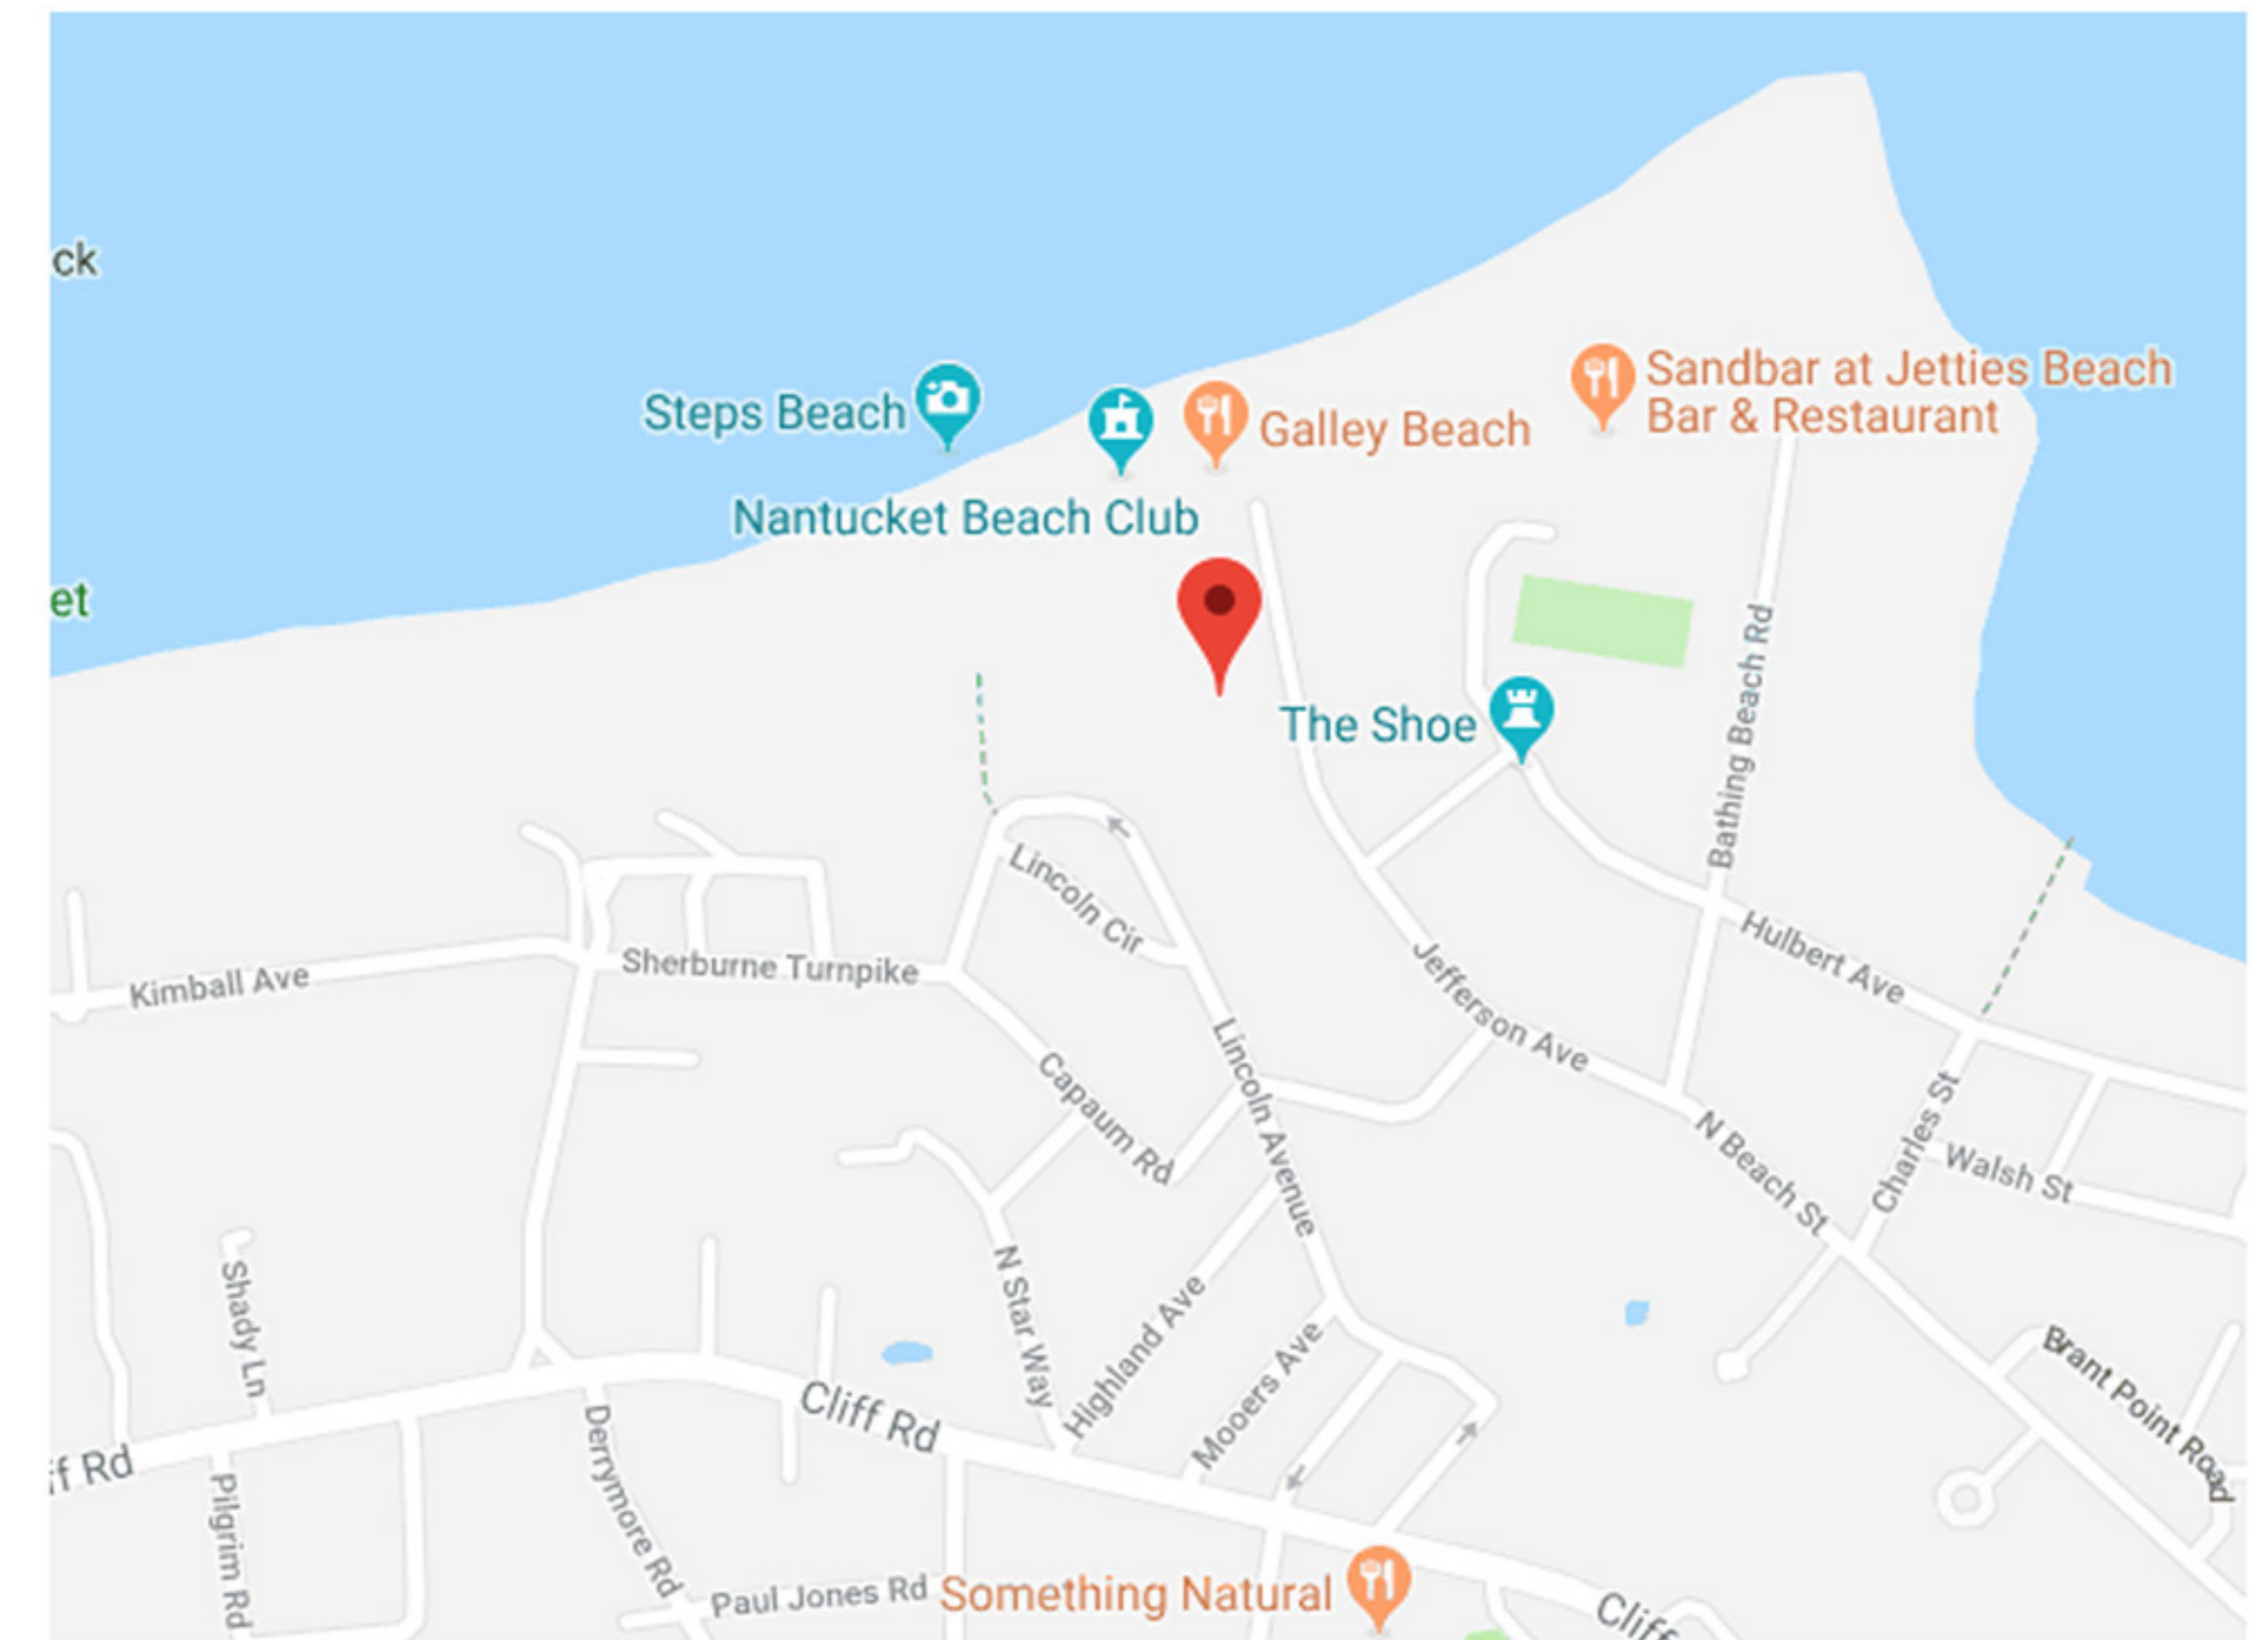 ck
Steps Beach
Sandbar at Jetties Beach
Bar & Restaurant
Galley Beach
Nantucket Beach Club
et
The Shoe
Bathing Beach Rd
Lincoln Cir
Hulbert Ave
Sherburne Turnpike
Kimball Ave
Jefferson Ave
Lincoln Avenue
Capaum Rd
Charles St
N Beach St
Walsh St
N Star Way
Shady Ln
Highland Ave
Mooers Ave
Brant Point Road
Cliff Rd
ff Rd
Derrymore Rd
Pilgrim Rd
Paul Jones Rd
Something Natural
Cliff